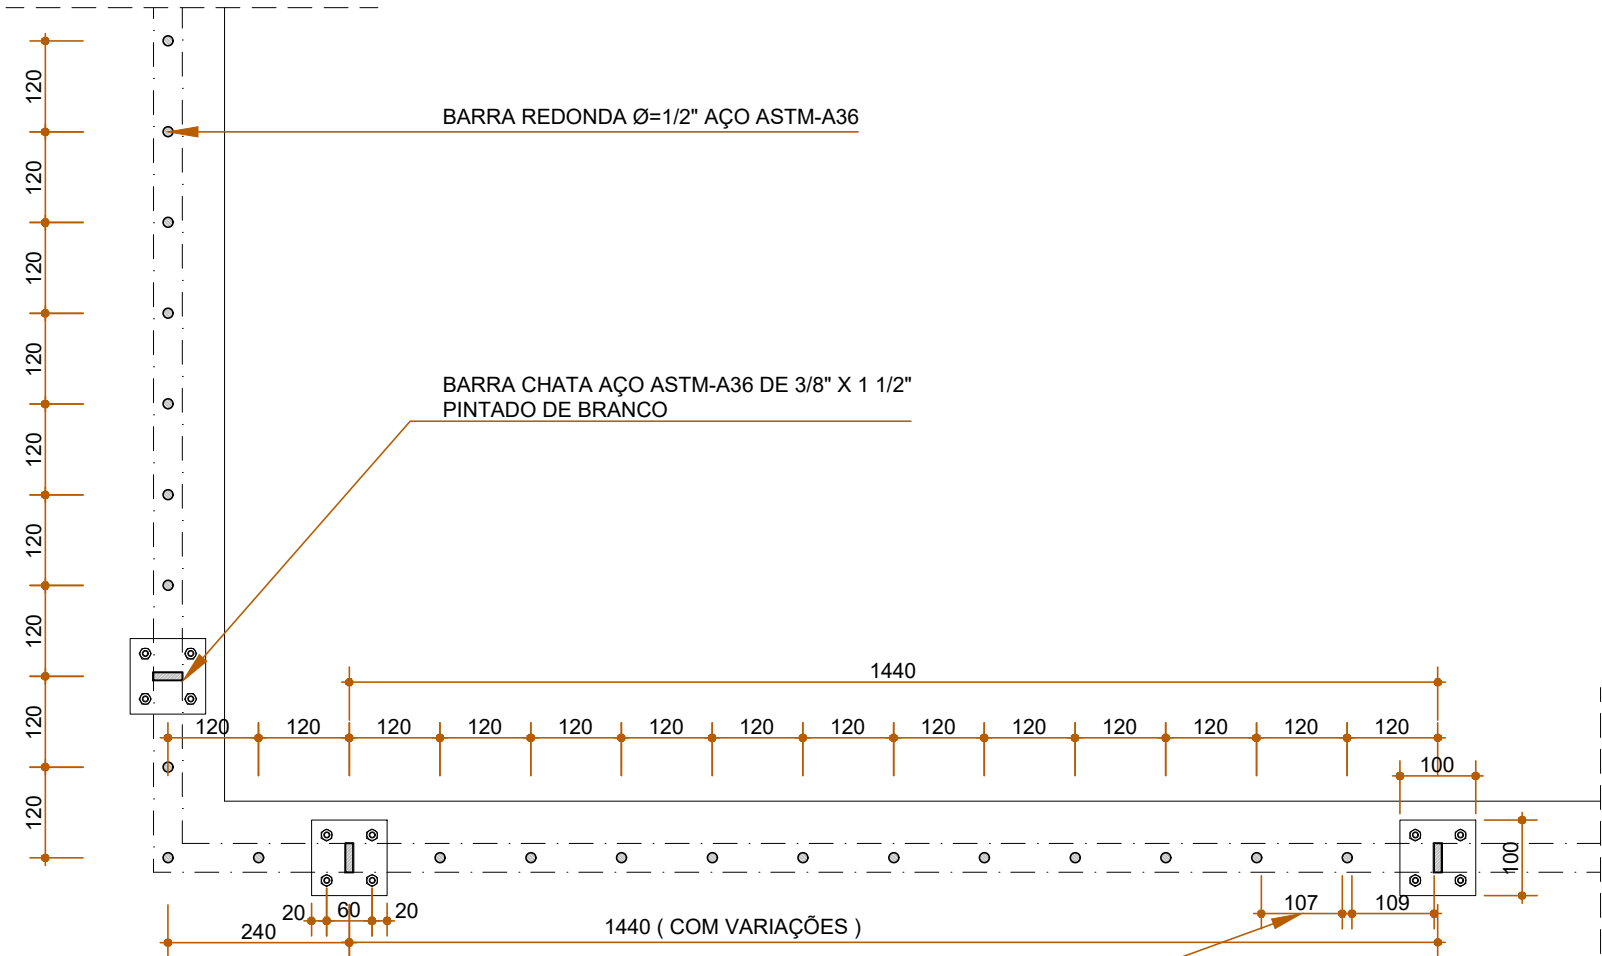 BARRA REDONDA Ø=1/2" AÇO ASTM-A36
BARRA CHATA AÇO ASTM-A36 DE 3/8" X 1 1/2"
PINTADO DE BRANCO
120
120
120
120
120
120
120
120
120
1440
120 120 120 120 120 120 120 120 120 120 120 120 120 120
100
100
20 60 20
107 109
240
1440 ( COM VARIAÇÕES )